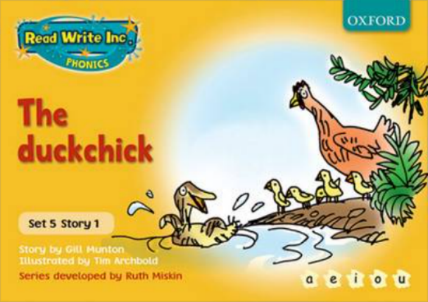 OXFORD
Read Write Inc.
PHONICS
The
duckchick
Set 5 Story 1
Story by Gill Munton
Illustrated by Tim Archbold
Series developed by Ruth Miskin
a e i o u